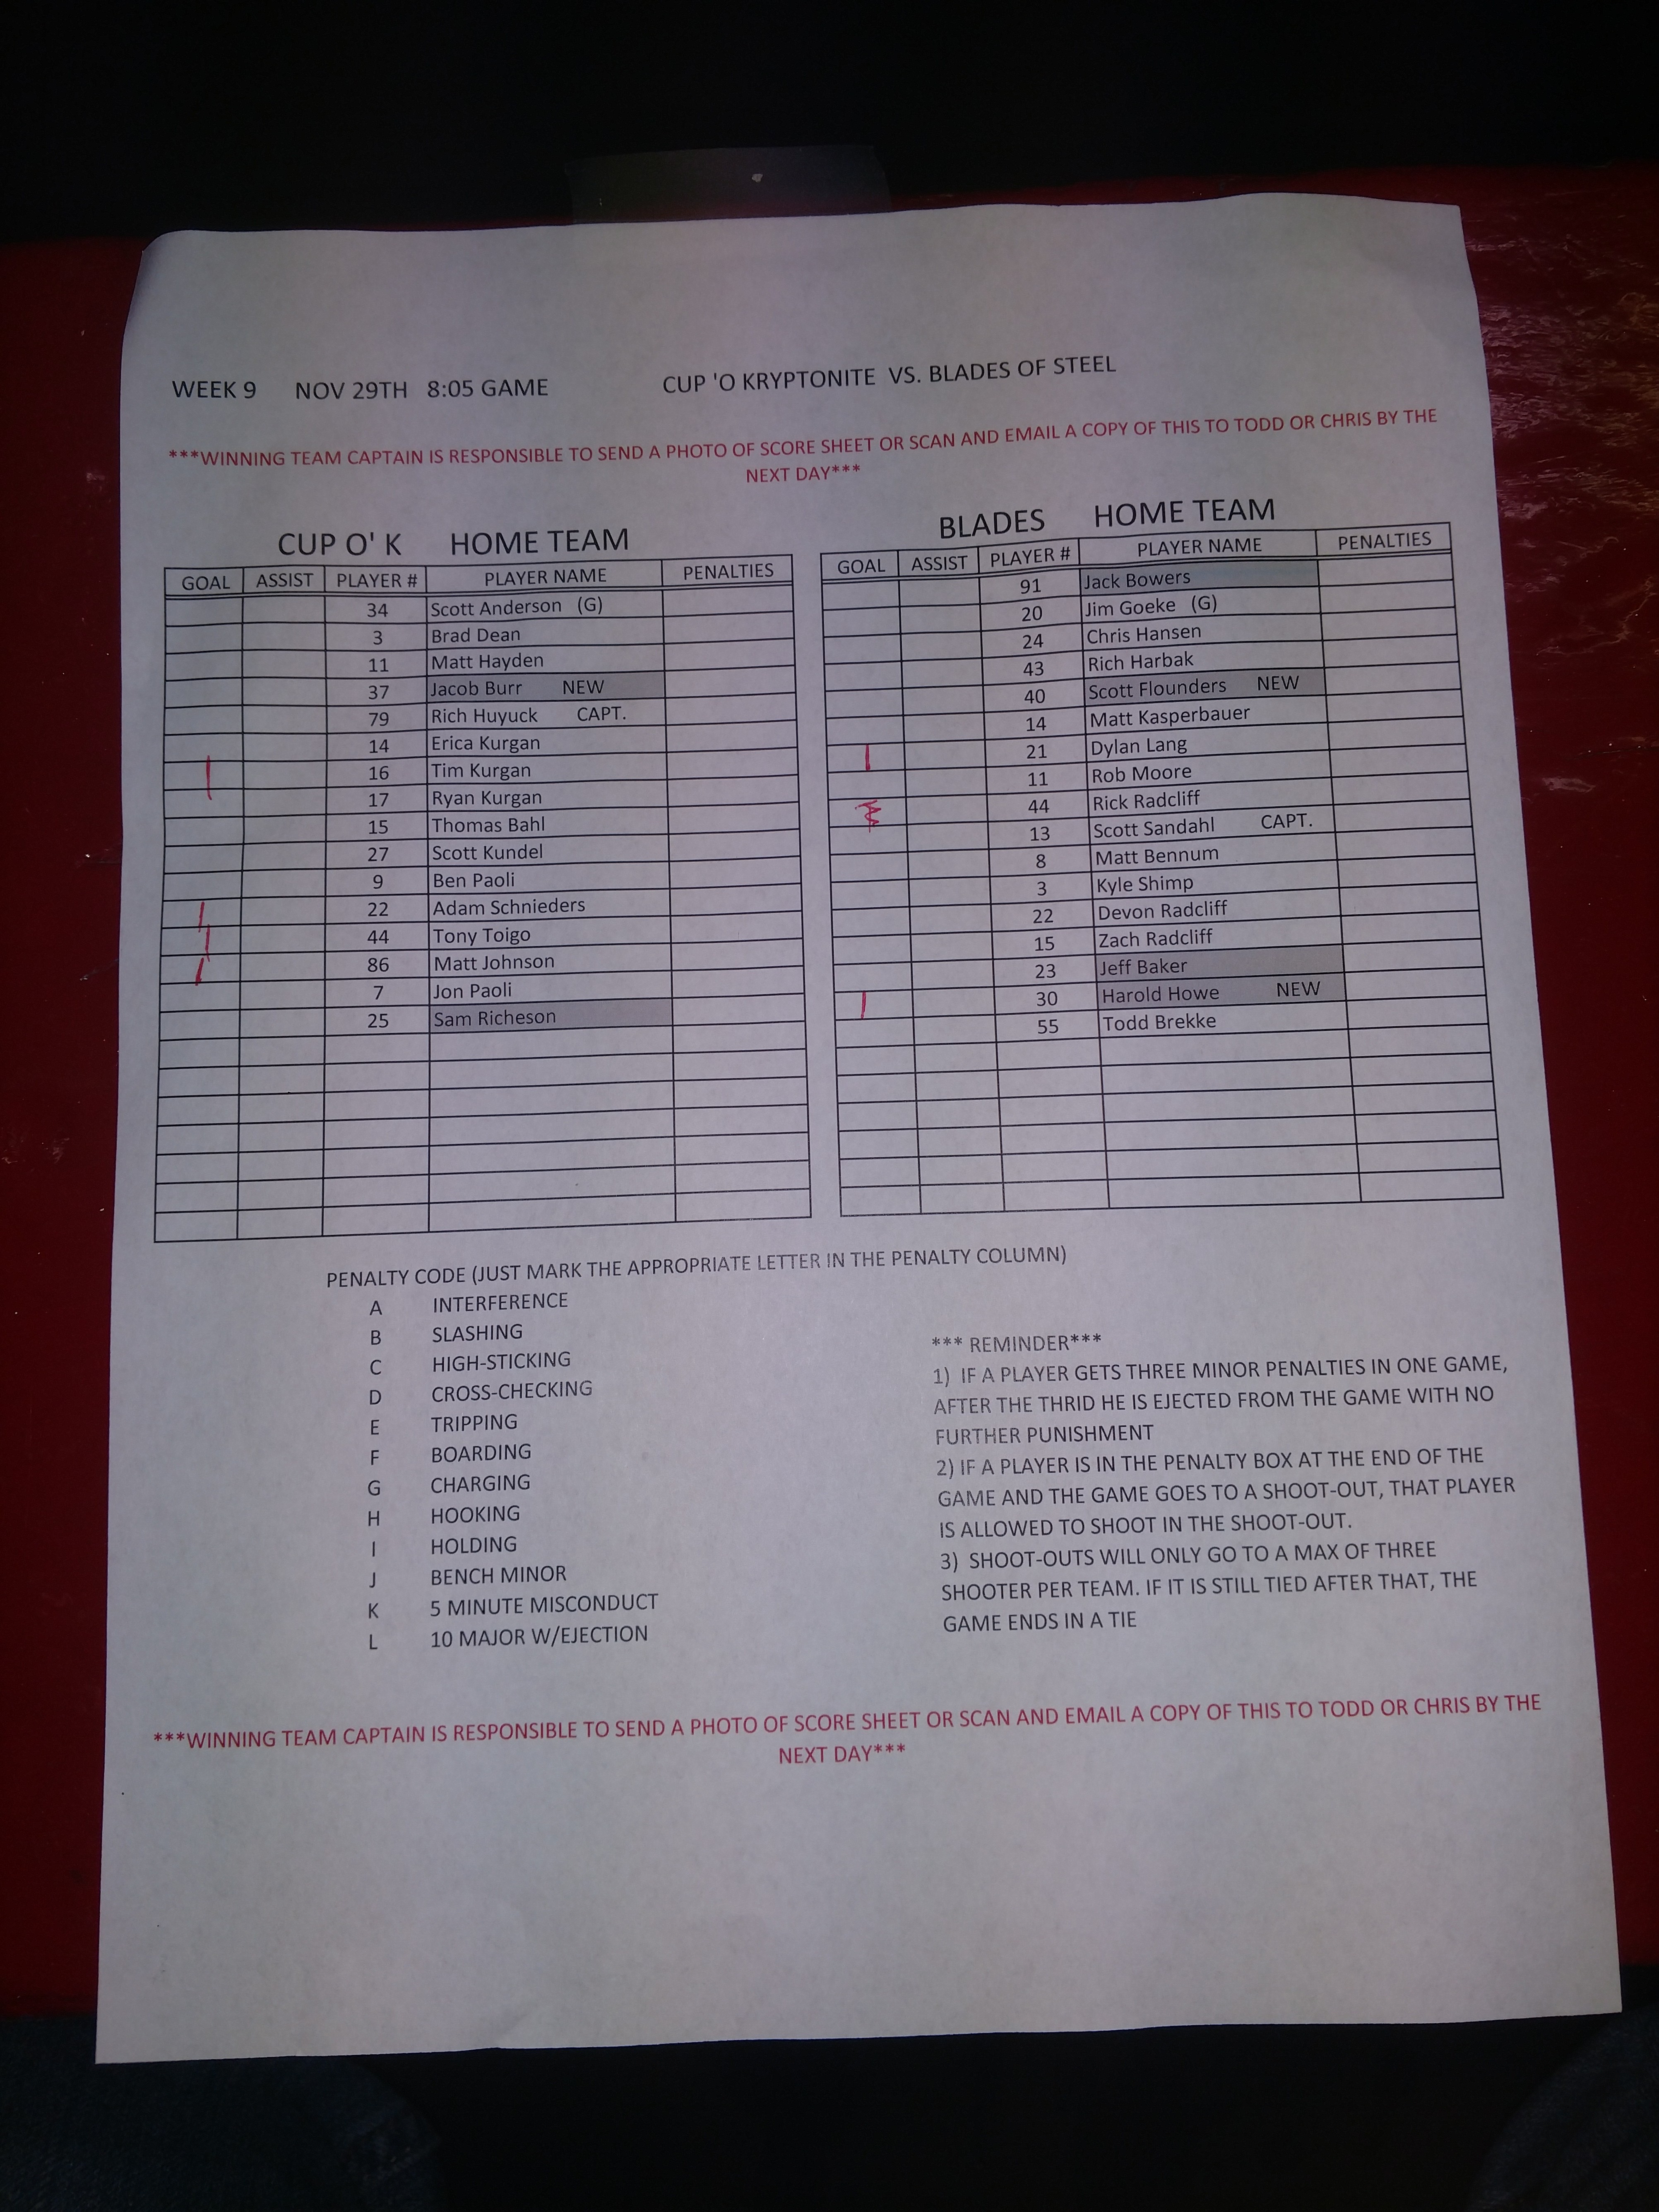 WEEK 9 NOV 29TH 8:05 GAME CUP 'O KRYPTONITE VS. BLADES OF STEEL
***WINNING TEAM CAPTAIN IS RESPONSIBLE TO SEND A PHOTO OF SCORE SHEET OR SCAN AND EMAIL A COPY OF THIS TO TODD OR CHRIS BY THE
NEXT DAY***
CUP O' K HOME TEAM
GOAL ASSIST PLAYER # PLAYER NAME PENALTIES
34 Scott Anderson (G)
3 Brad Dean
11 Matt Hayden
37 Jacob Burr NEW
79 Rich Huyuck CAPT.
14 Erica Kurgan
| 16 Tim Kurgan
17 Ryan Kurgan
15 Thomas Bahl
27 Scott Kundel
9 Ben Paoli
| 22 Adam Schnieders
| 44 Tony Toigo
| 86 Matt Johnson
7 Jon Paoli
25 Sam Richeson
BLADES HOME TEAM
GOAL ASSIST PLAYER # PLAYER NAME PENALTIES
91 Jack Bowers
20 Jim Goeke (G)
24 Chris Hansen
43 Rich Harbak
40 Scott Flounders NEW
14 Matt Kasperbauer
| 21 Dylan Lang
11 Rob Moore
44 Rick Radcliff
13 Scott Sandahl CAPT.
8 Matt Bennum
3 Kyle Shimp
22 Devon Radcliff
15 Zach Radcliff
23 Jeff Baker
| 30 Harold Howe NEW
55 Todd Brekke
PENALTY CODE (JUST MARK THE APPROPRIATE LETTER IN THE PENALTY COLUMN)
A INTERFERENCE
B SLASHING
C HIGH-STICKING
D CROSS-CHECKING
E TRIPPING
F BOARDING
G CHARGING
H HOOKING
I HOLDING
J BENCH MINOR
K 5 MINUTE MISCONDUCT
L 10 MAJOR W/EJECTION
*** REMINDER***
1) IF A PLAYER GETS THREE MINOR PENALTIES IN ONE GAME,
AFTER THE THRID HE IS EJECTED FROM THE GAME WITH NO
FURTHER PUNISHMENT
2) IF A PLAYER IS IN THE PENALTY BOX AT THE END OF THE
GAME AND THE GAME GOES TO A SHOOT-OUT, THAT PLAYER
IS ALLOWED TO SHOOT IN THE SHOOT-OUT.
3) SHOOT-OUTS WILL ONLY GO TO A MAX OF THREE
SHOOTER PER TEAM. IF IT IS STILL TIED AFTER THAT, THE
GAME ENDS IN A TIE
***WINNING TEAM CAPTAIN IS RESPONSIBLE TO SEND A PHOTO OF SCORE SHEET OR SCAN AND EMAIL A COPY OF THIS TO TODD OR CHRIS BY THE
NEXT DAY***